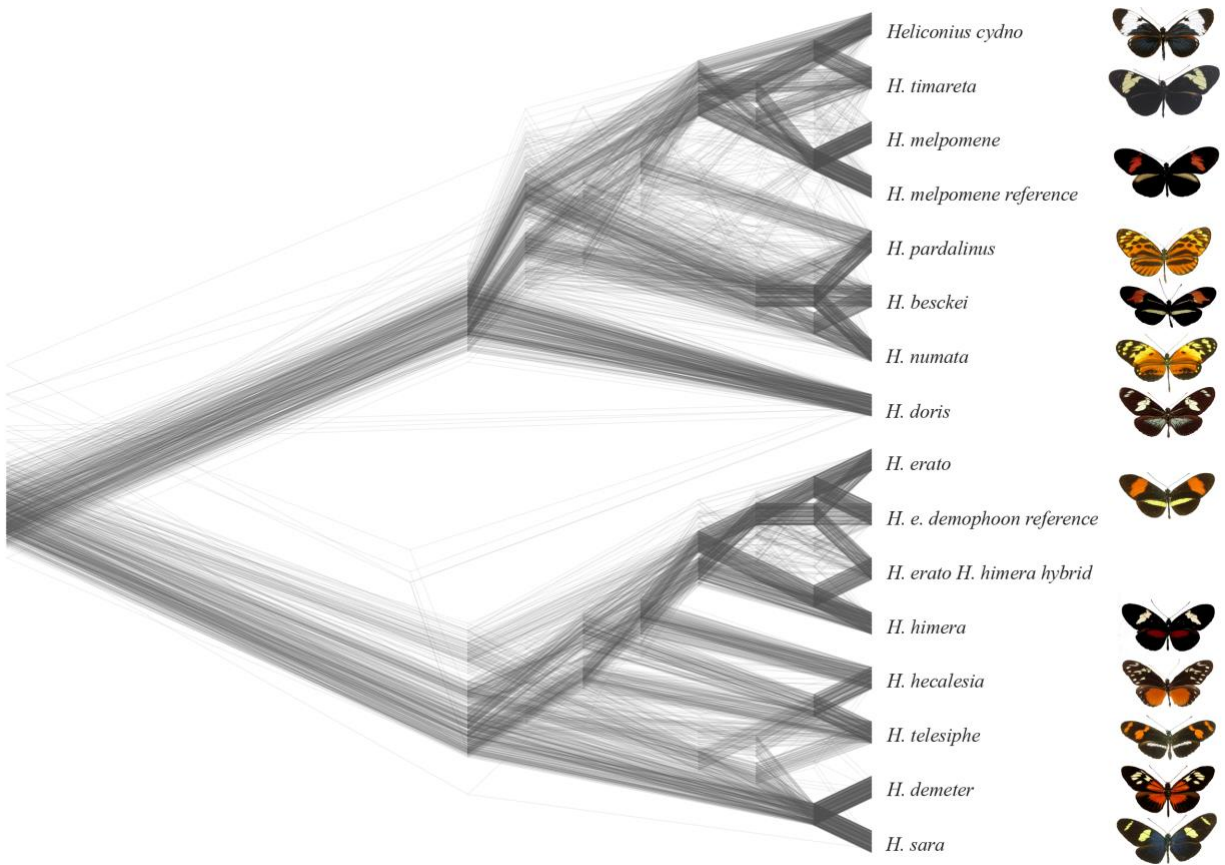 Heliconius cydno
H. timareta
H. melpomene
H. melpomene reference
H. pardalinus
H. besckei
H. numata
H. doris
H. erato
H. e. demophoon reference
H. erato H. himera hybrid
H. himera
H. hecalesia
H. telesiphe
H. demeter
H. sara